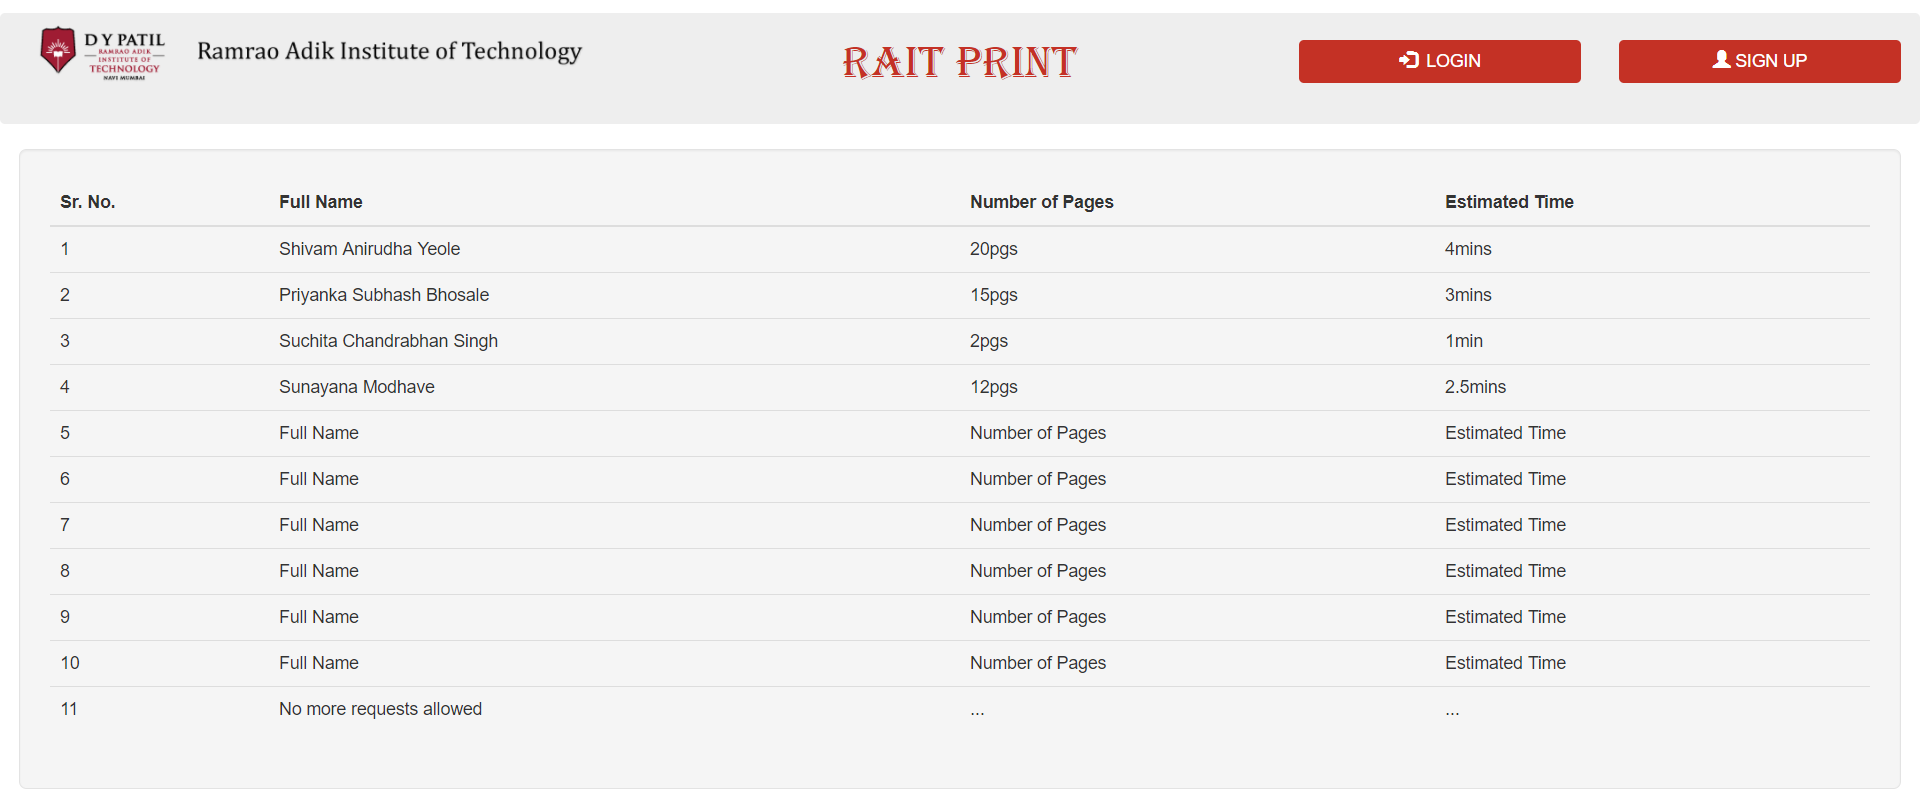 D Y PATIL
RAMRAO ADIK
INSTITUTE OF
TECHNOLOGY
NAVI MUMBAI
Ramrao Adik Institute of Technology
RAIT PRINT
LOGIN
SIGN UP
Sr. No. Full Name Number of Pages Estimated Time
1 Shivam Anirudha Yeole 20pgs 4mins
2 Priyanka Subhash Bhosale 15pgs 3mins
3 Suchita Chandrabhan Singh 2pgs 1min
4 Sunayana Modhave 12pgs 2.5mins
5 Full Name Number of Pages Estimated Time
6 Full Name Number of Pages Estimated Time
7 Full Name Number of Pages Estimated Time
8 Full Name Number of Pages Estimated Time
9 Full Name Number of Pages Estimated Time
10 Full Name Number of Pages Estimated Time
11 No more requests allowed ... ...